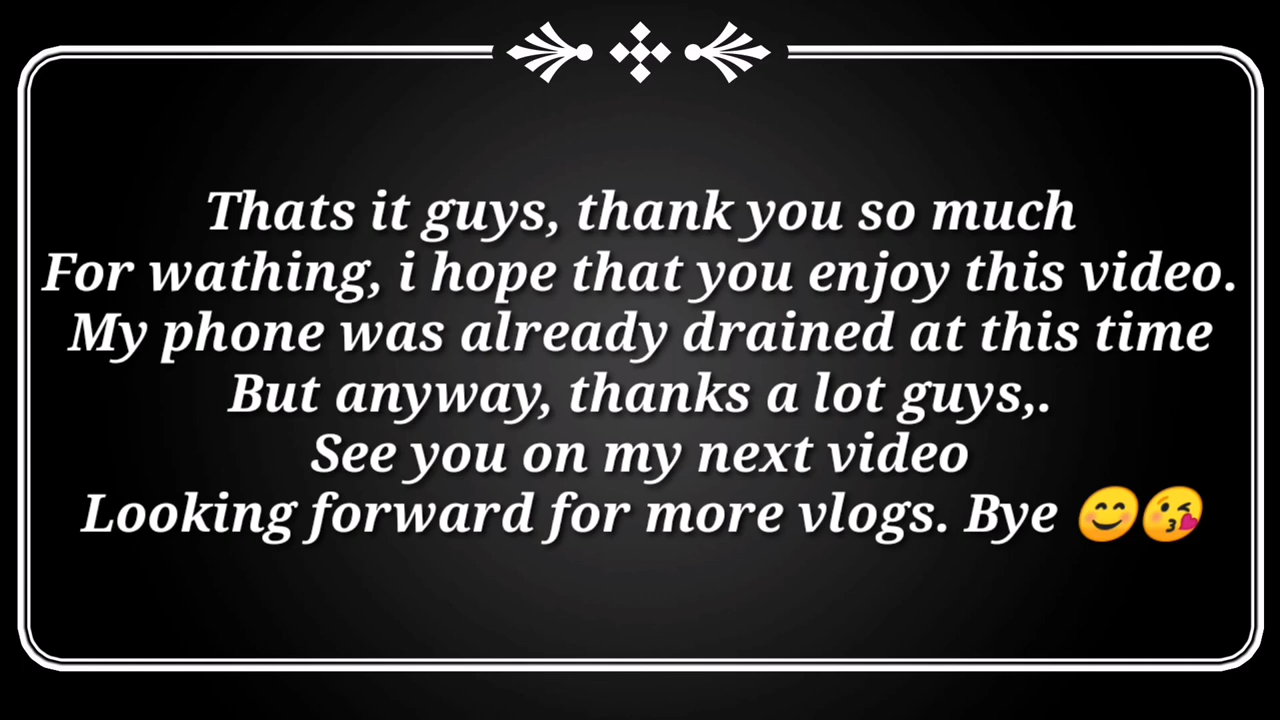 Thats it guys, thank you so much
For wathing, i hope that you enjoy this video.
My phone was already drained at this time
But anyway, thanks a lot guys,.
See you on my next video
Looking forward for more vlogs. Bye 😊😘